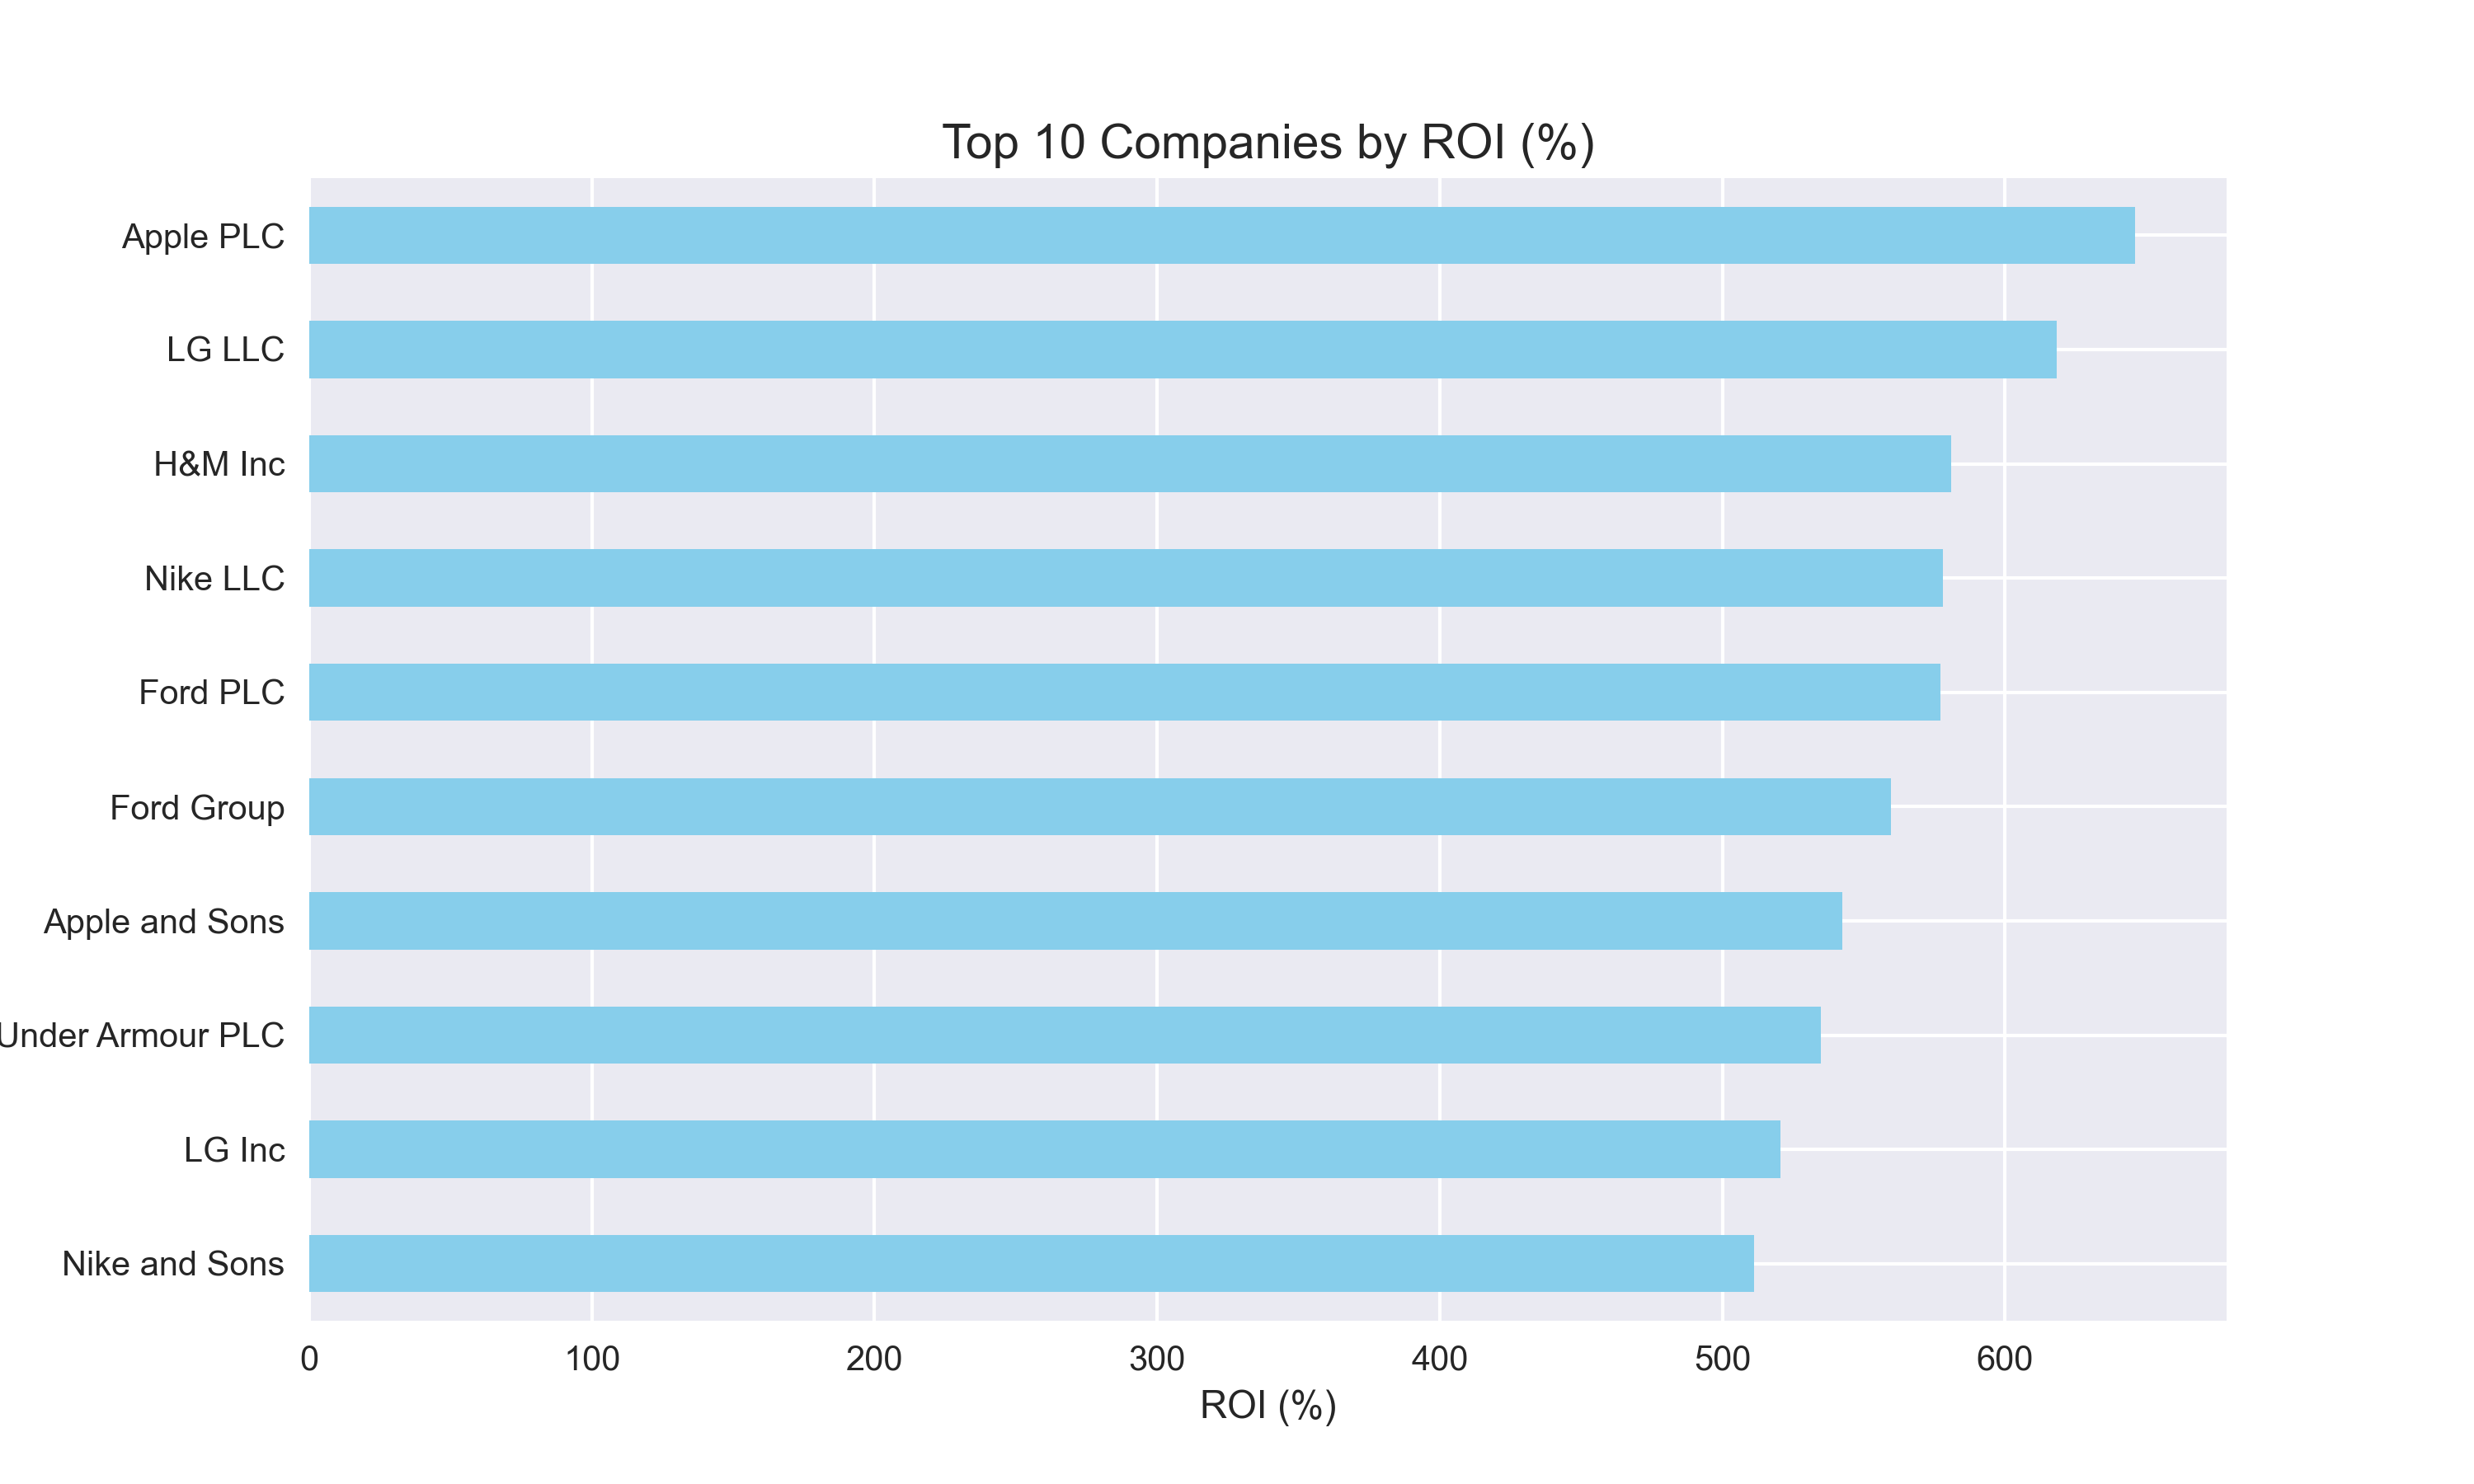 Top 10 Companies by ROI (%)
Apple PLC
LG LLC
H&M Inc
Nike LLC
Ford PLC
Ford Group
Apple and Sons
Under Armour PLC
LG Inc
Nike and Sons
0 100 200 300 400 500 600
ROI (%)